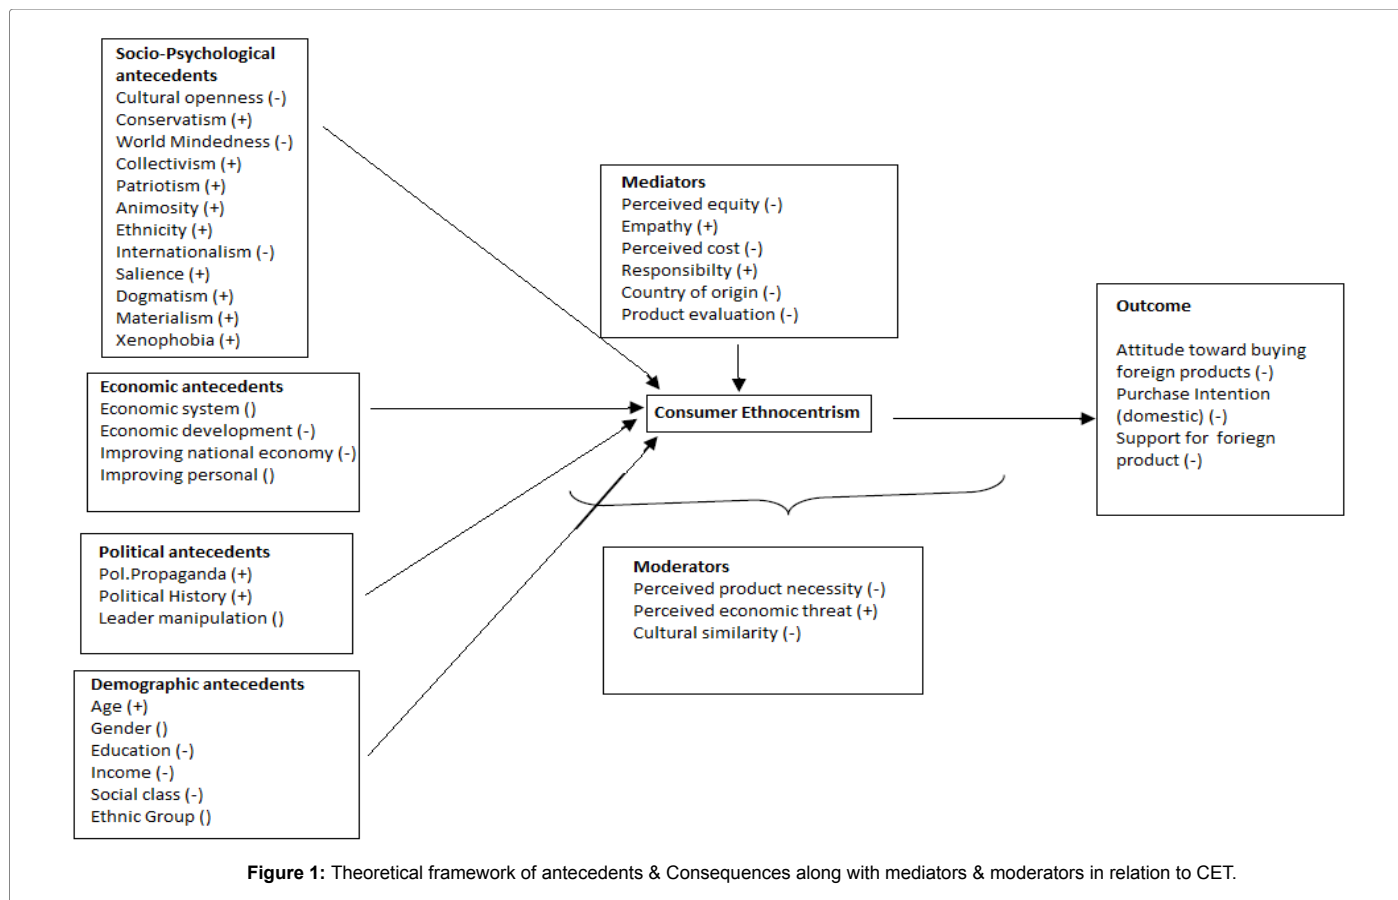 Socio-Psychological
antecedents
Cultural openness (-)
Conservatism (+)
World Mindedness (-)
Collectivism (+)
Patriotism (+)
Animosity (+)
Ethnicity (+)
Internationalism (-)
Salience (+)
Dogmatism (+)
Materialism (+)
Xenophobia (+)
Economic antecedents
Economic system ()
Economic development (-)
Improving national economy (-)
Improving personal ()
Political antecedents
Pol.Propaganda (+)
Political History (+)
Leader manipulation ()
Demographic antecedents
Age (+)
Gender ()
Education (-)
Income (-)
Social class (-)
Ethnic Group ()
Mediators
Perceived equity (-)
Empathy (+)
Perceived cost (-)
Responsibilty (+)
Country of origin (-)
Product evaluation (-)
Consumer Ethnocentrism
Moderators
Perceived product necessity (-)
Perceived economic threat (+)
Cultural similarity (-)
Outcome
Attitude toward buying
foreign products (-)
Purchase Intention
(domestic) (-)
Support for foriegn
product (-)
Figure 1: Theoretical framework of antecedents & Consequences along with mediators & moderators in relation to CET.